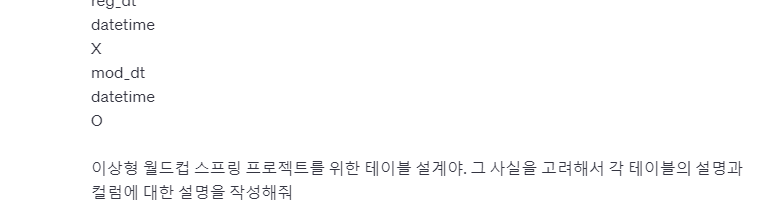 reg_dt
datetime
X
mod_dt
datetime
O
이상형 월드컵 스프링 프로젝트를 위한 테이블 설계야. 그 사실을 고려해서 각 테이블의 설명과
컬럼에 대한 설명을 작성해줘